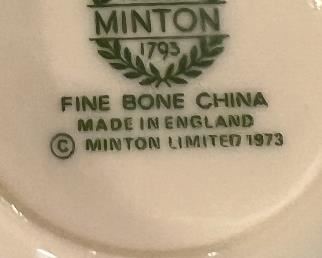 MINTON
1793
FINE BONE CHINA
MADE IN ENGLAND
© MINTON LIMITED 1973